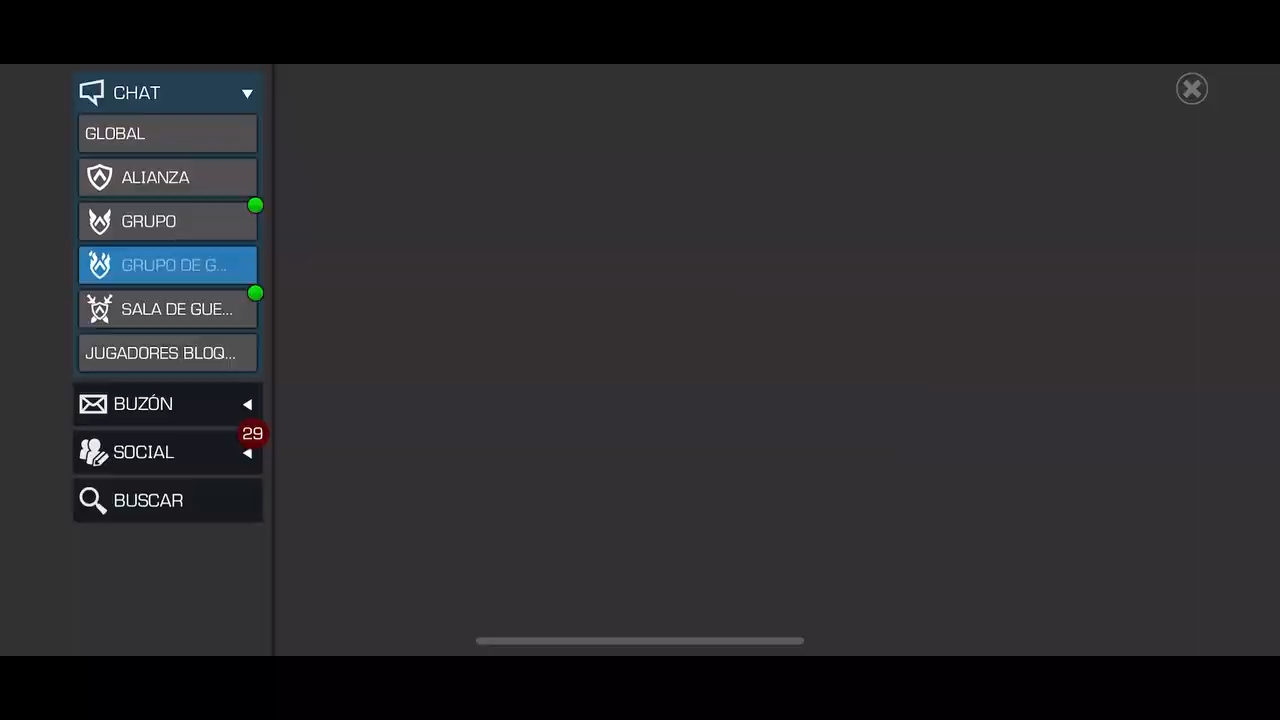 CHAT
GLOBAL
ALIANZA
GRUPO
GRUPO DE G...
SALA DE GUE...
JUGADORES BLOQ...
BUZÓN
29
SOCIAL
BUSCAR